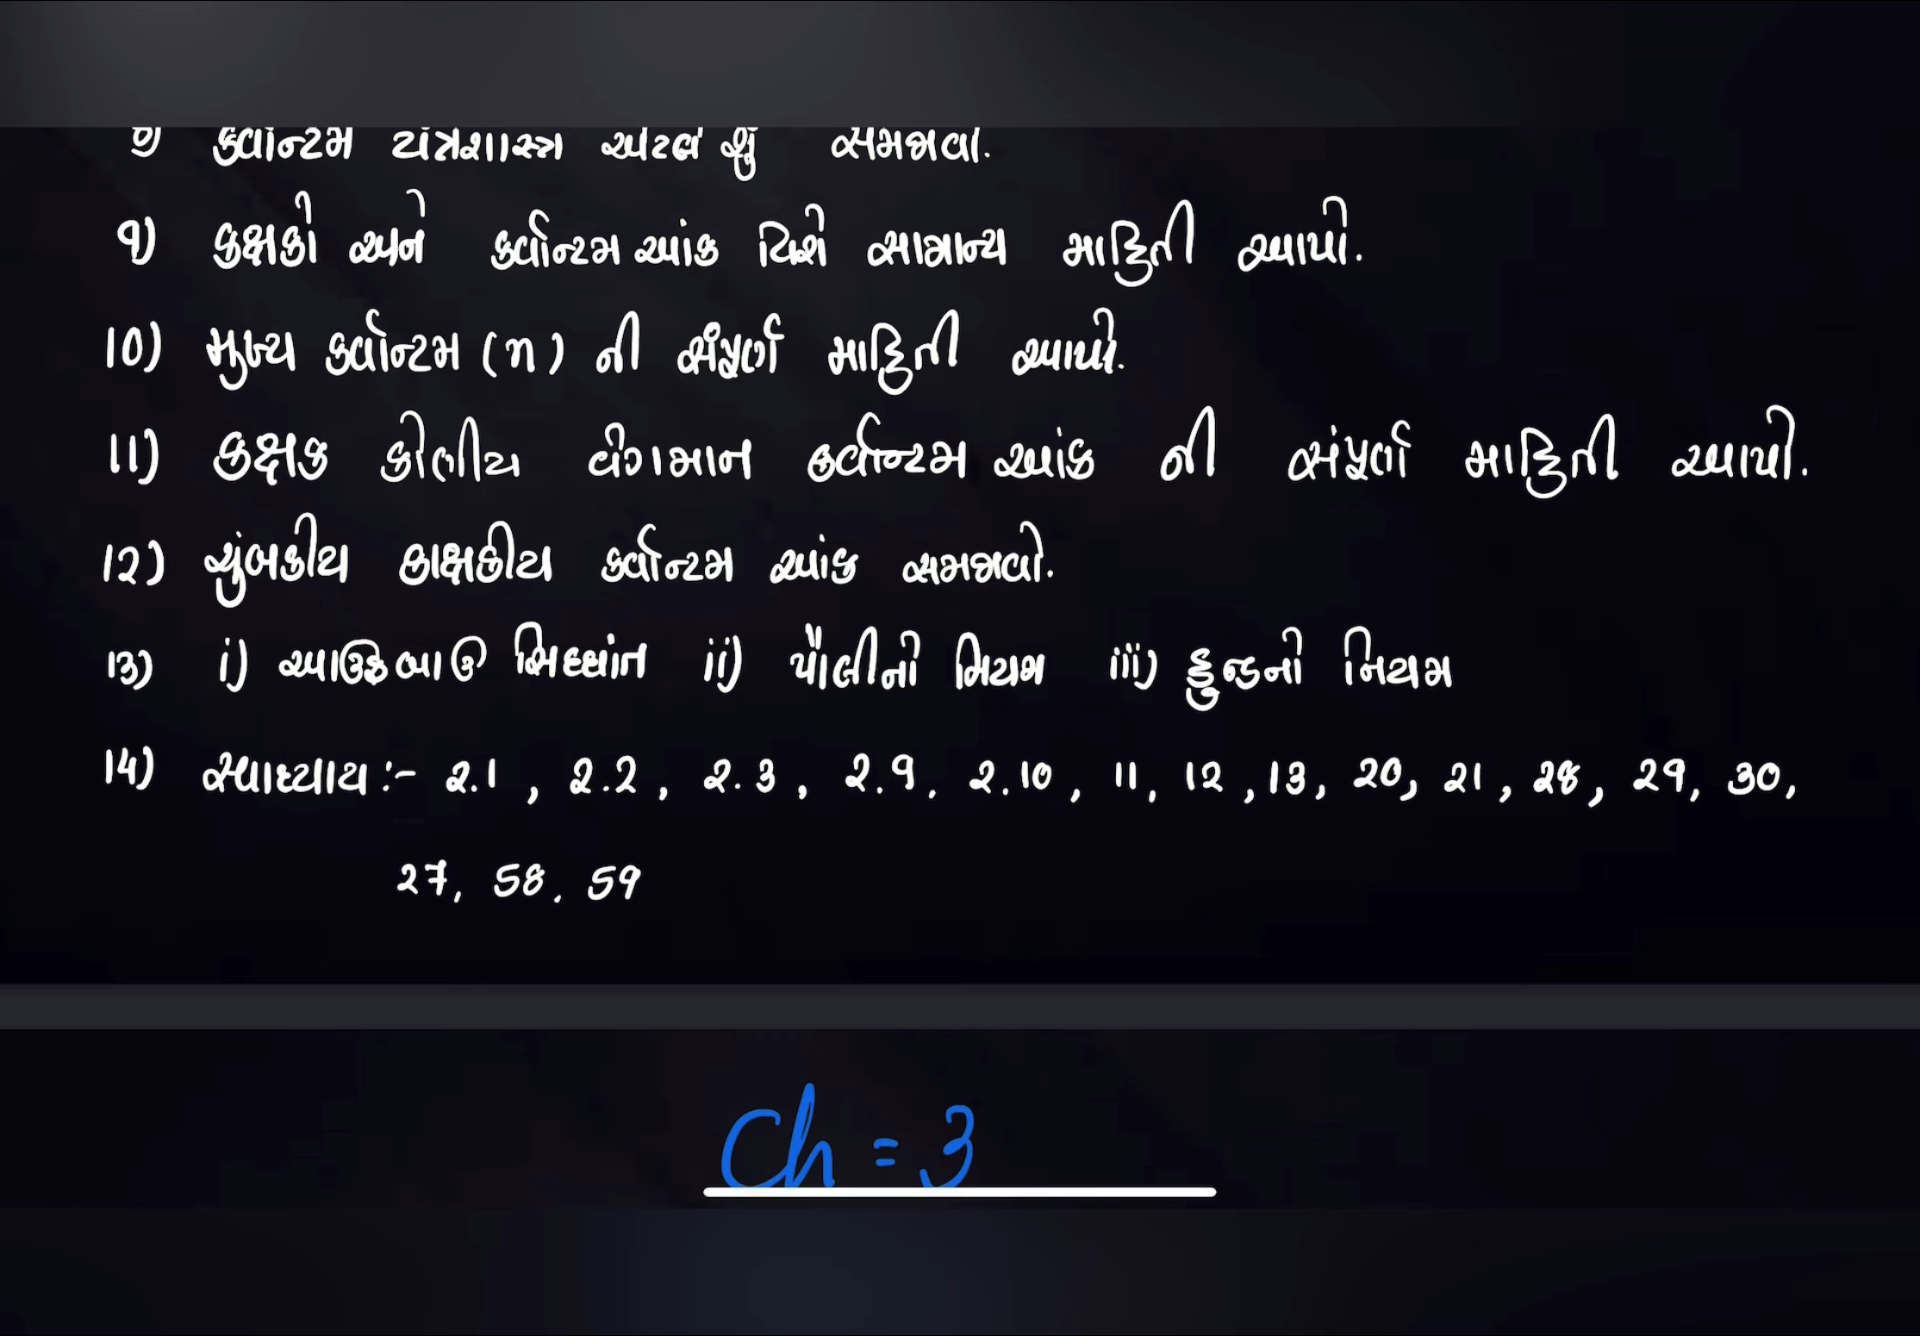 8) ક્વોન્ટમ યંત્રશાસ્ત્ર એટલે શું સમજાવો.
9) કક્ષકો અને ક્વોન્ટમ આંક વિશે સામાન્ય માહિતી આપો.
10) મુખ્ય ક્વોન્ટમ (n) ની સંપૂર્ણ માહિતી આપો.
11) કક્ષક કોણીય વેગમાન ક્વોન્ટમ આંક ની સંપૂર્ણ માહિતી આપો.
12) ચુંબકીય કાક્ષકીય ક્વોન્ટમ આંક સમજાવો.
13) i) આઉફબાઉ સિધ્ધાંત ii) પૌલીનો નિયમ iii) હુન્ડનો નિયમ
14) સ્વાધ્યાય :- 2.1 , 2.2 , 2.3 , 2.9 , 2.10 , 11, 12 , 13, 20, 21 , 28 , 29, 30,
27, 58, 59
Ch = 3